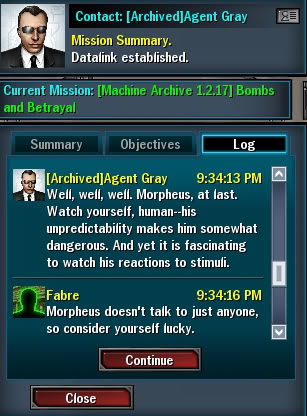 Contact: [Archived]Agent Gray
Mission Summary.
Datalink established.
Current Mission: [Machine Archive 1.2.17] Bombs
and Betrayal
Summary
Objectives
Log
[Archived]Agent Gray 9:34:13 PM
Well, well, well. Morpheus, at last.
Watch yourself, human--his
unpredictability makes him somewhat
dangerous. And yet it is fascinating
to watch his reactions to stimuli.
Fabre 9:34:16 PM
Morpheus doesn't talk to just anyone,
so consider yourself lucky.
Continue
Close